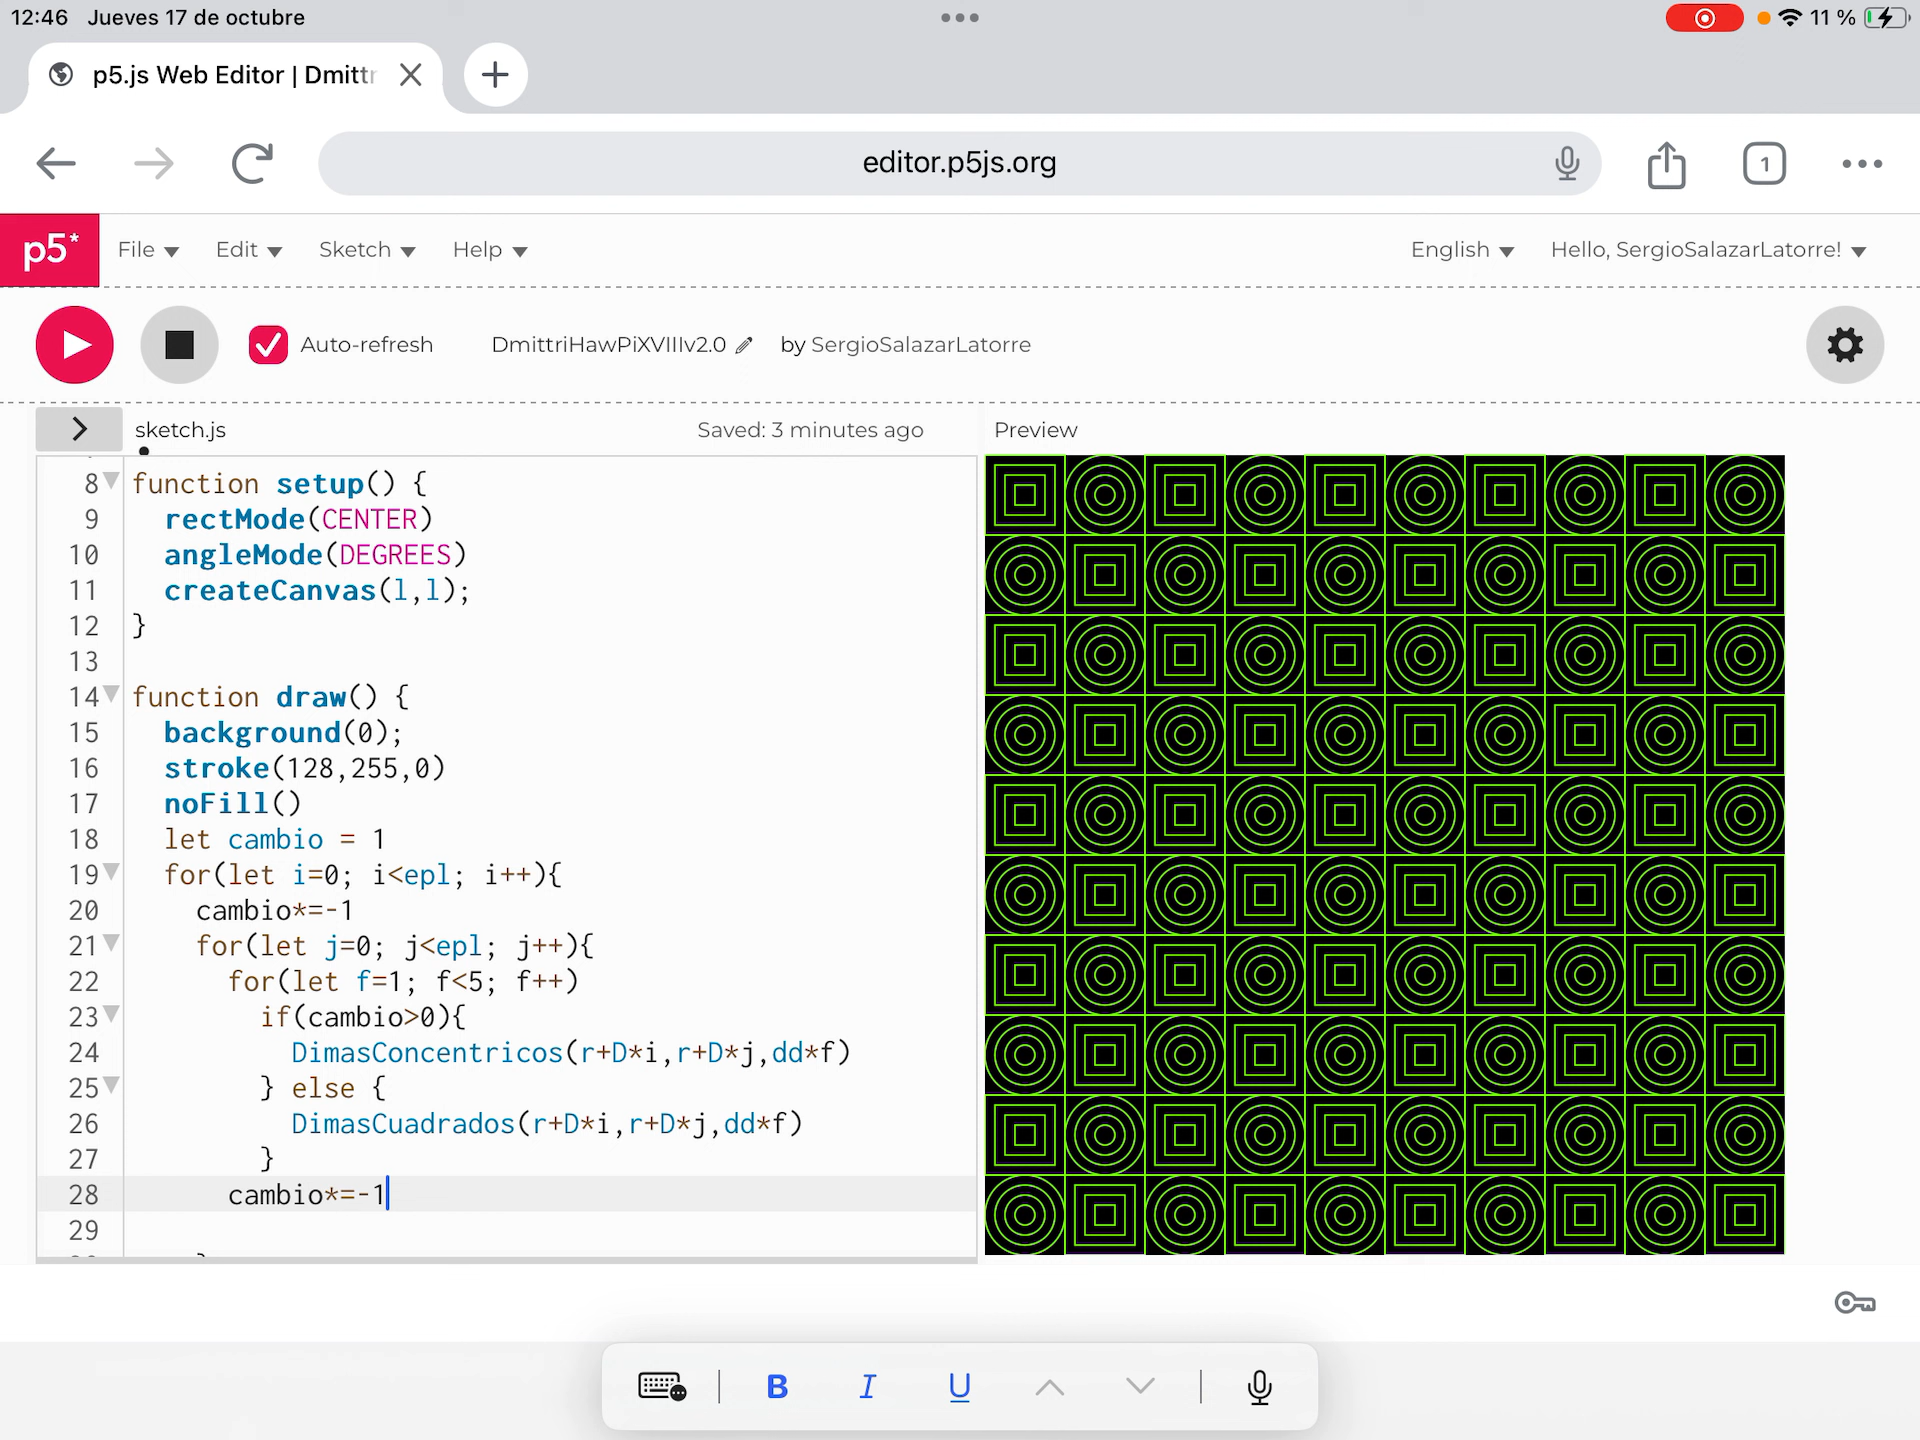 12:46 Jueves 17 de octubre 11 %
p5.js Web Editor | Dmittr
editor.p5js.org 1
p5* File Edit Sketch Help English Hello, SergioSalazarLatorre!
Auto-refresh DmittriHawPiXVIIIv2.0 by SergioSalazarLatorre
sketch.js Saved: 3 minutes ago Preview
8 function setup() {
9 rectMode(CENTER)
10 angleMode(DEGREES)
11 createCanvas(l,l);
12 }
13
14 function draw() {
15 background(0);
16 stroke(128,255,0)
17 noFill()
18 let cambio = 1
19 for(let i=0; i<epl; i++){
20 cambio*=-1
21 for(let j=0; j<epl; j++){
22 for(let f=1; f<5; f++)
23 if(cambio>0){
24 DimasConcentricos(r+D*i,r+D*j,dd*f)
25 } else {
26 DimasCuadrados(r+D*i,r+D*j,dd*f)
27 }
28 cambio*=-1
29
B I U